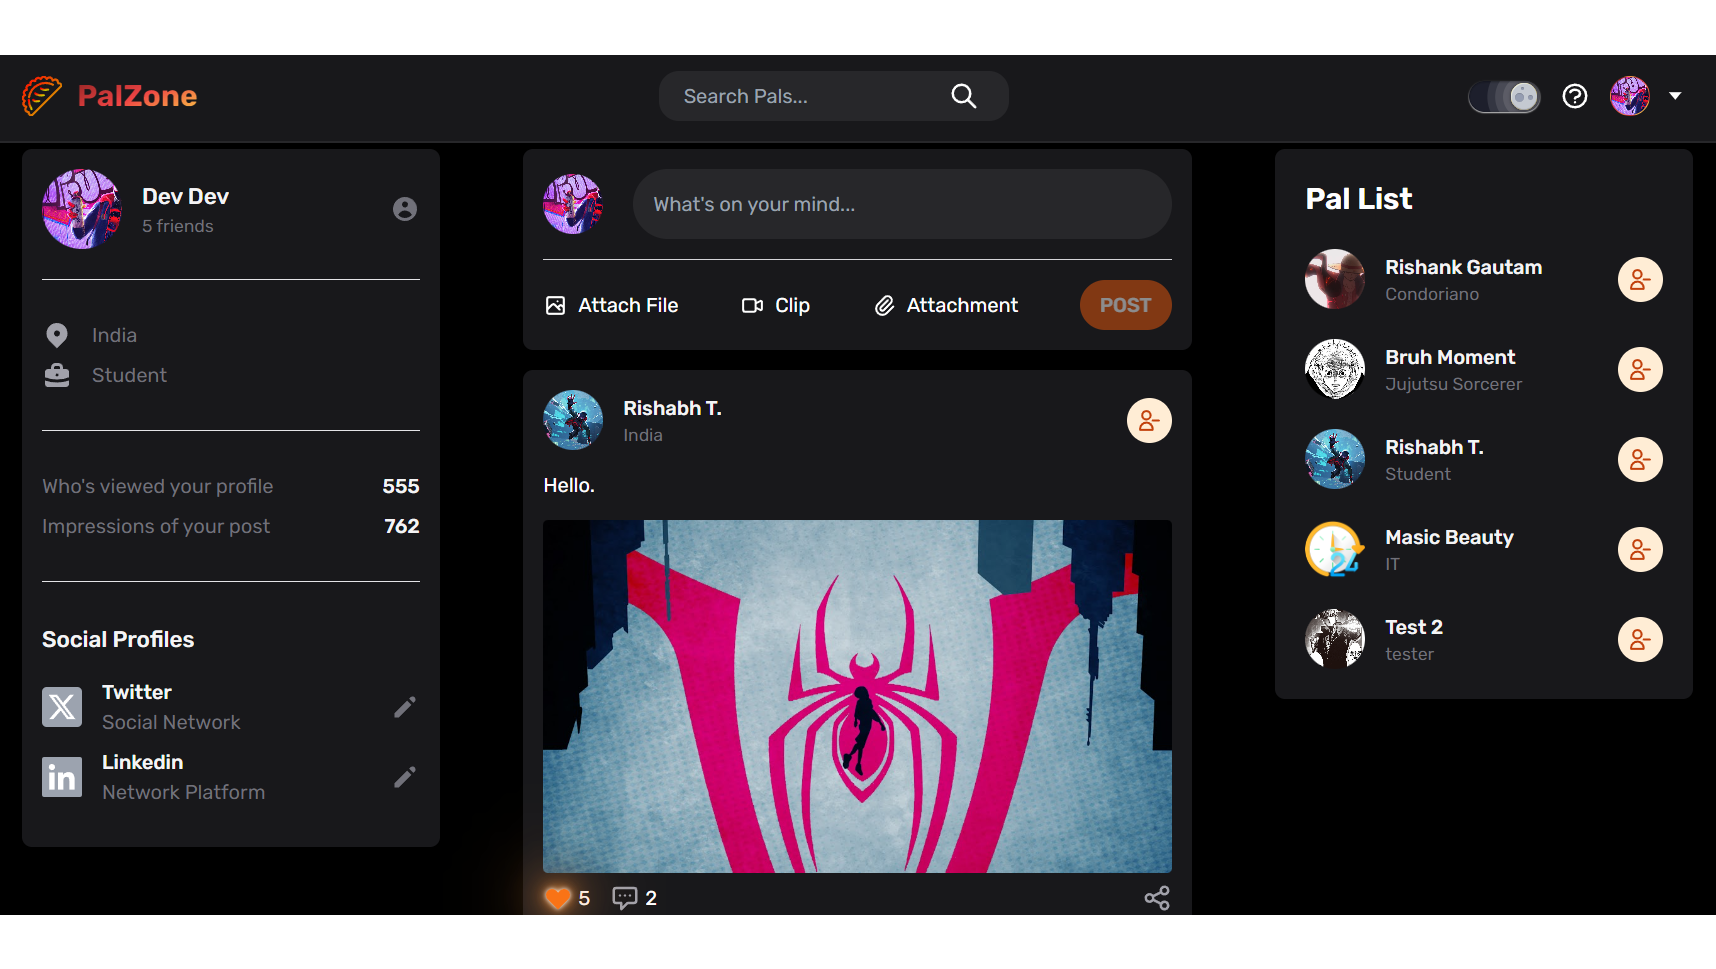 PalZone
Search Pals...
Dev Dev
5 friends
India
Student
Who's viewed your profile 555
Impressions of your post 762
Social Profiles
Twitter
Social Network
Linkedin
Network Platform
What's on your mind...
Attach File Clip Attachment POST
Rishabh T.
India
Hello.
5 2
Pal List
Rishank Gautam
Condoriano
Bruh Moment
Jujutsu Sorcerer
Rishabh T.
Student
Masic Beauty
IT
Test 2
tester